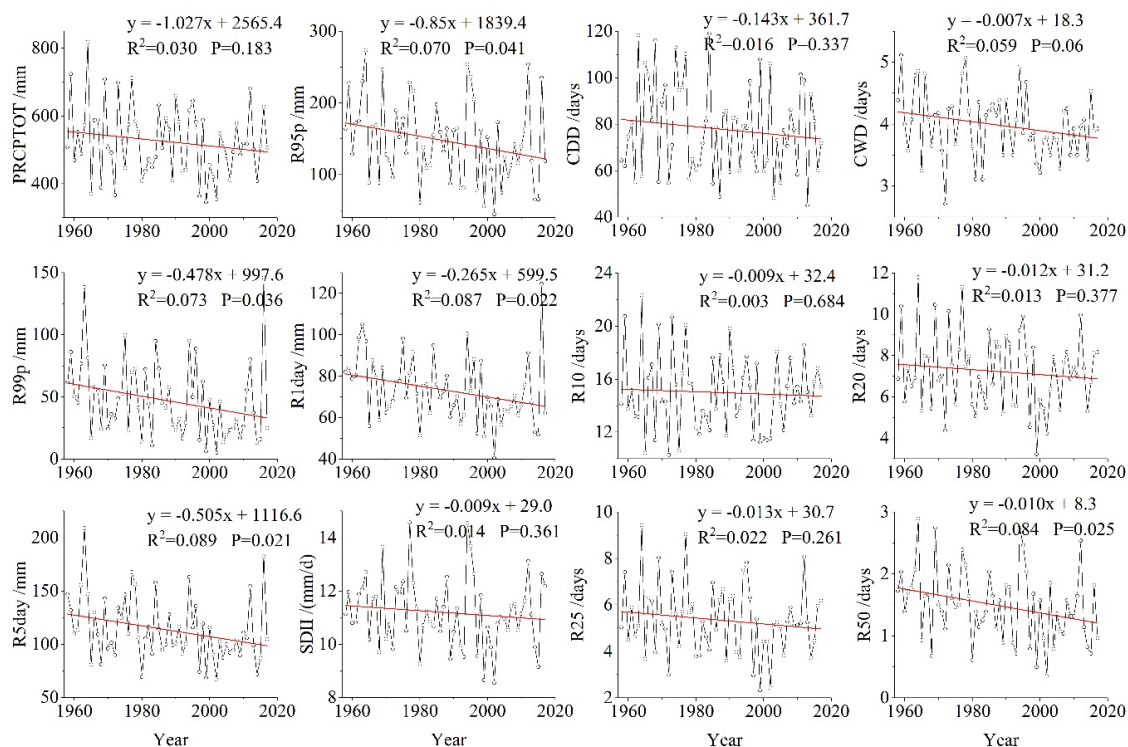 y = -1.027x + 2565.4
R²=0.030 P=0.183
PRCPTOT /mm
800
600
400
1960 1980 2000 2020
y = -0.85x + 1839.4
R²=0.070 P=0.041
R95p /mm
300
200
100
1960 1980 2000 2020
y = -0.143x + 361.7
R²=0.016 P=0.337
CDD /days
120
100
80
60
40
1960 1980 2000 2020
y = -0.007x + 18.3
R²=0.059 P=0.06
CWD /days
5
4
3
1960 1980 2000 2020
y = -0.478x + 997.6
R²=0.073 P=0.036
R99p /mm
150
100
50
0
1960 1980 2000 2020
y = -0.265x + 599.5
R²=0.087 P=0.022
R1day /mm
120
100
80
60
40
1960 1980 2000 2020
y = -0.009x + 32.4
R²=0.003 P=0.684
R10 /days
24
20
16
12
1960 1980 2000 2020
y = -0.012x + 31.2
R²=0.013 P=0.377
R20 /days
12
10
8
6
4
1960 1980 2000 2020
y = -0.505x + 1116.6
R²=0.089 P=0.021
R5day /mm
200
150
100
50
1960 1980 2000 2020
Year
y = -0.009x + 29.0
R²=0.014 P=0.361
SDII /(mm/d)
14
12
10
8
1960 1980 2000 2020
Year
y = -0.013x + 30.7
R²=0.022 P=0.261
R25 /days
10
8
6
4
2
1960 1980 2000 2020
Year
y = -0.010x + 8.3
R²=0.084 P=0.025
R50 /days
3
2
1
0
1960 1980 2000 2020
Year